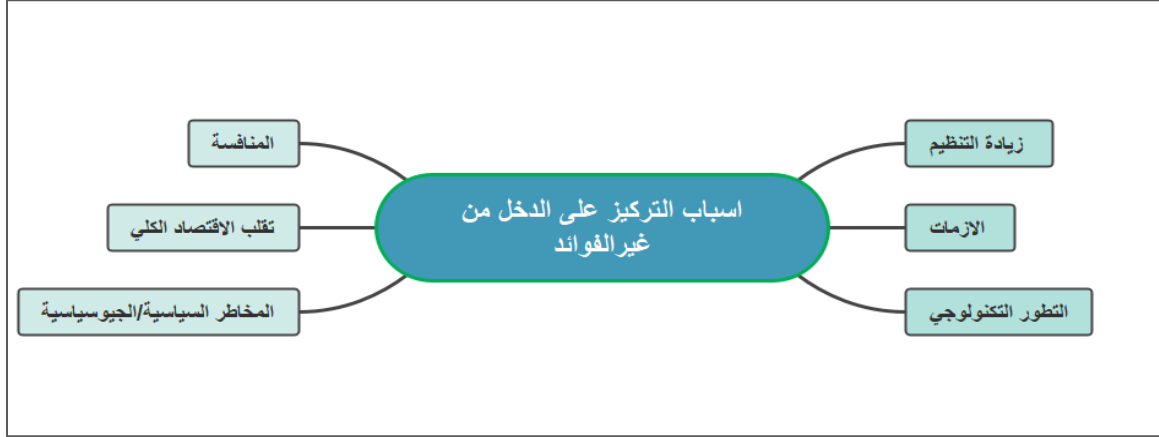 اسباب التركيز على الدخل من
غيرالفوائد
زيادة التنظيم
الازمات
التطور التكنولوجي
المنافسة
تقلب الاقتصاد الكلي
المخاطر السياسية/الجيوسياسية